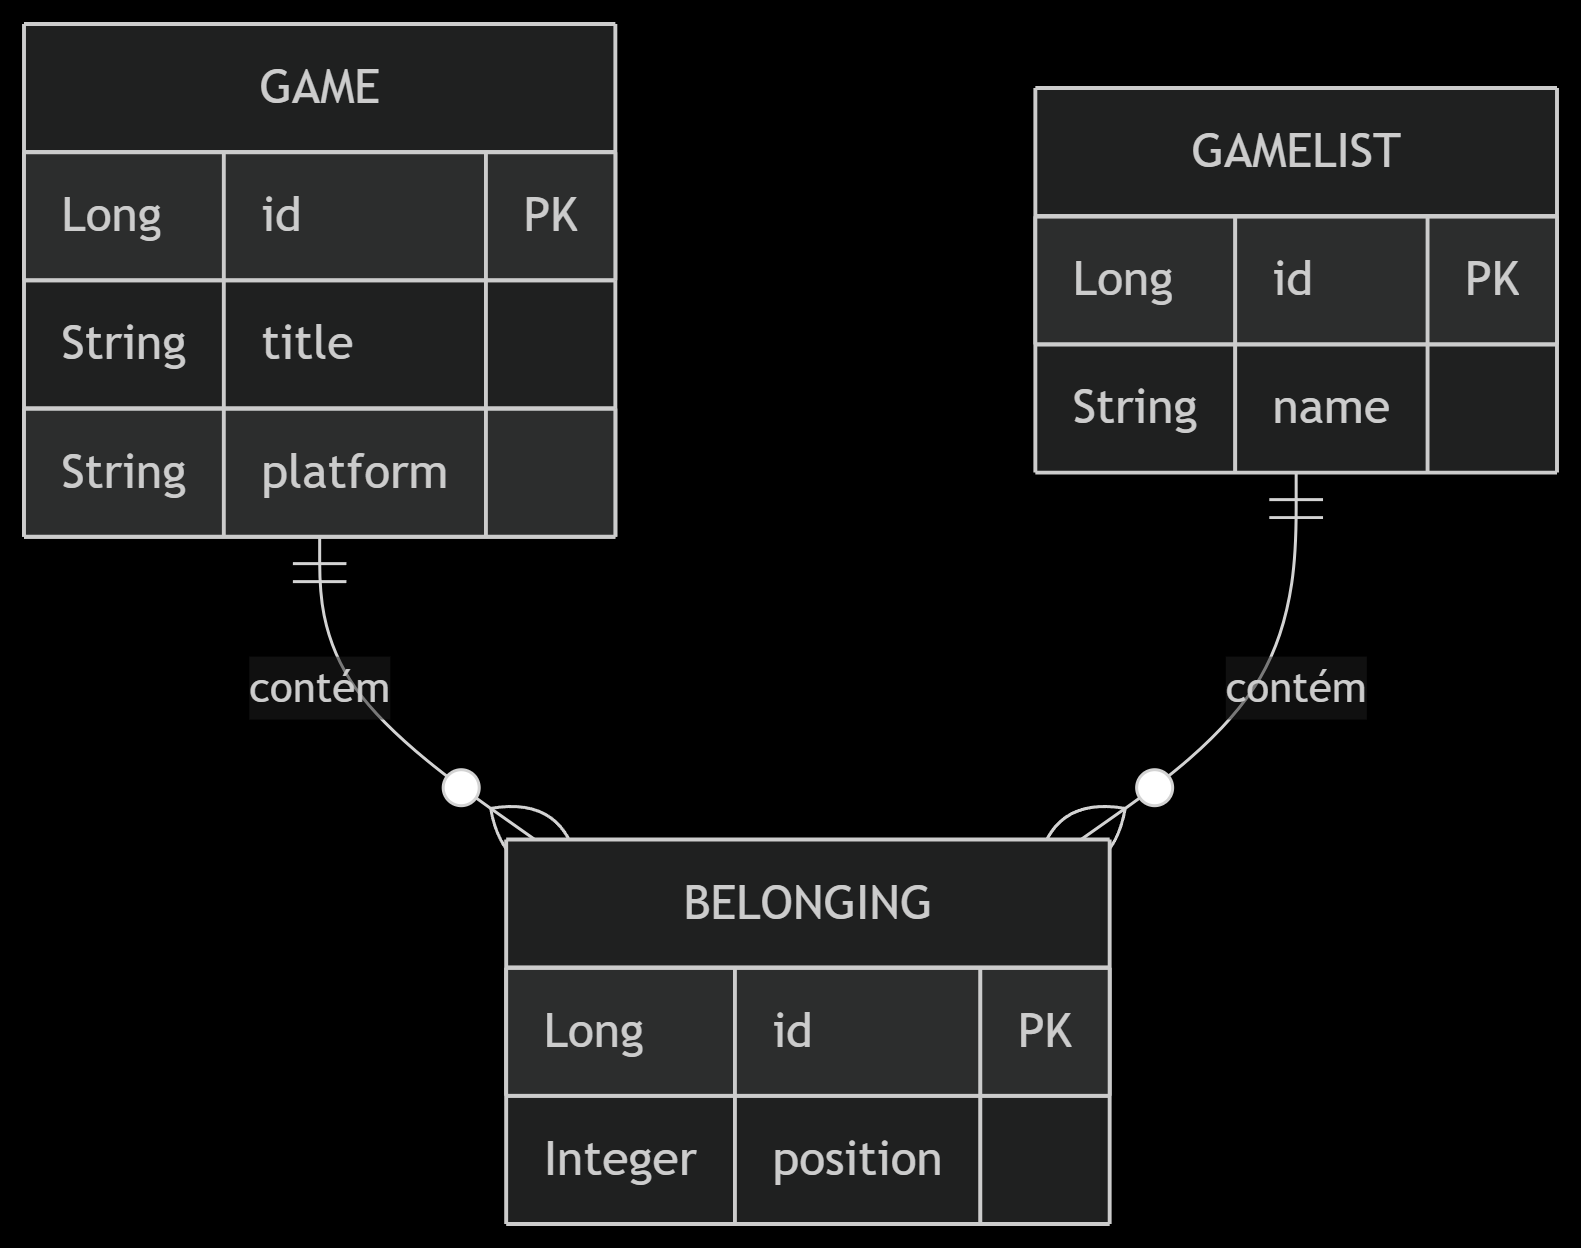 GAME
Long id PK
String title
String platform
GAMELIST
Long id PK
String name
contém
contém
BELONGING
Long id PK
Integer position